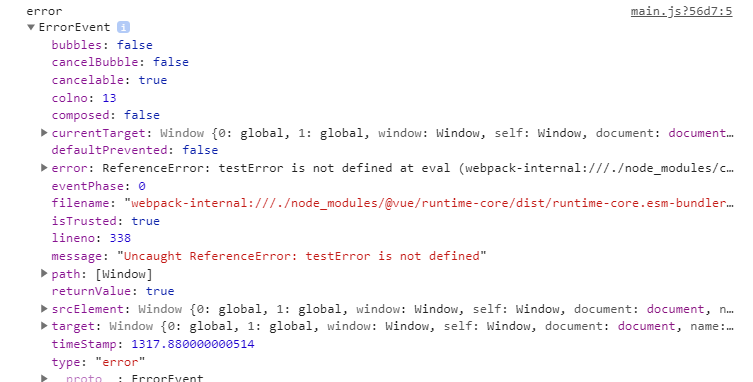 error main.js?56d7:5
ErrorEvent i
bubbles: false
cancelBubble: false
cancelable: true
colno: 13
composed: false
currentTarget: Window {0: global, 1: global, window: Window, self: Window, document: document…
defaultPrevented: false
error: ReferenceError: testError is not defined at eval (webpack-internal:///./node_modules/c…
eventPhase: 0
filename: "webpack-internal:///./node_modules/@vue/runtime-core/dist/runtime-core.esm-bundler…
isTrusted: true
lineno: 338
message: "Uncaught ReferenceError: testError is not defined"
path: [Window]
returnValue: true
srcElement: Window {0: global, 1: global, window: Window, self: Window, document: document, n…
target: Window {0: global, 1: global, window: Window, self: Window, document: document, name:…
timeStamp: 1317.880000000514
type: "error"
__proto__: ErrorEvent